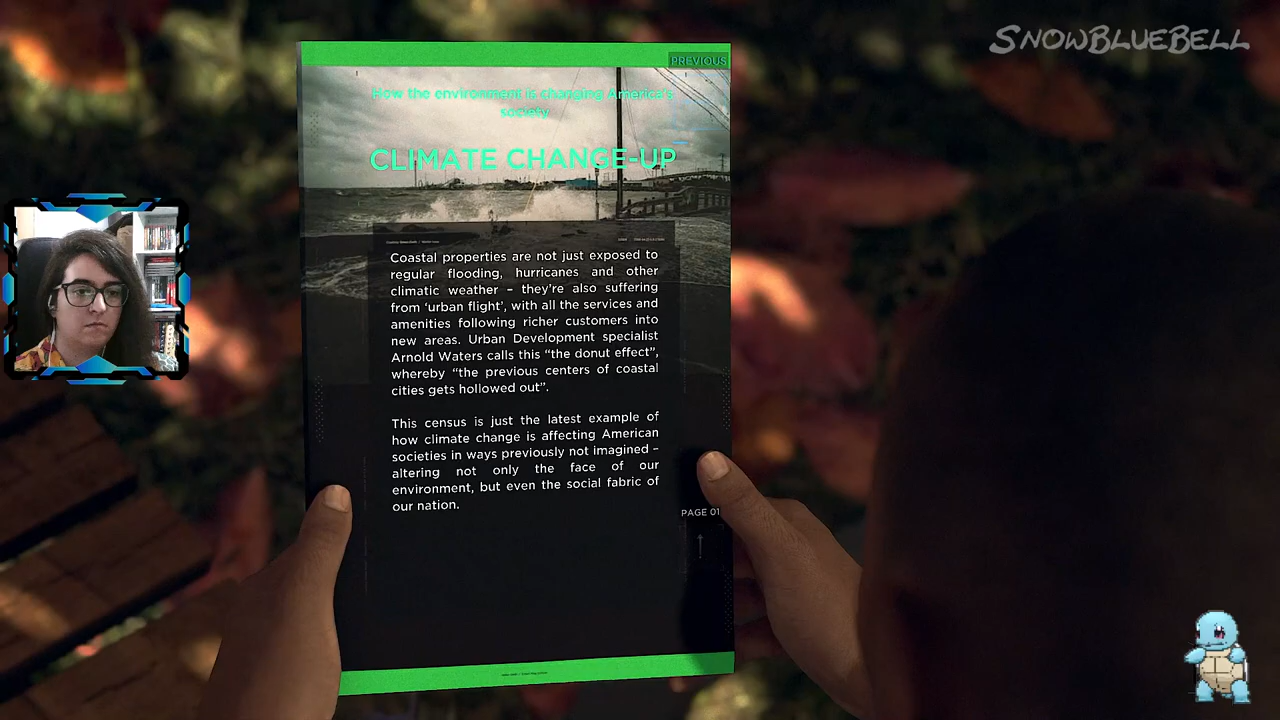 SNOWBLUEBELL
PREVIOUS
How the environment is changing America's
society
CLIMATE CHANGE-UP
Coastal properties are not just exposed to
regular flooding, hurricanes and other
climatic weather – they're also suffering
from ‘urban flight’, with all the services and
amenities following richer customers into
new areas. Urban Development specialist
Arnold Waters calls this “the donut effect”,
whereby “the previous centers of coastal
cities gets hollowed out”.
This census is just the latest example of
how climate change is affecting American
societies in ways previously not imagined –
altering not only the face of our
environment, but even the social fabric of
our nation.
PAGE 01